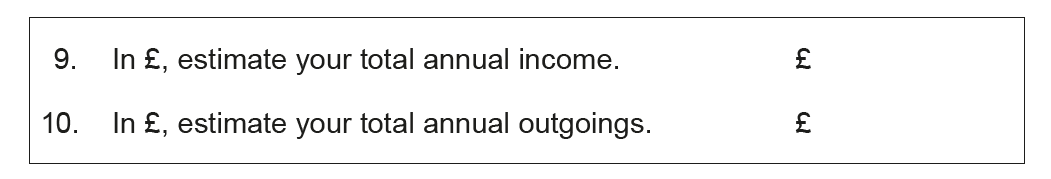 9. In £, estimate your total annual income. £
10. In £, estimate your total annual outgoings. £